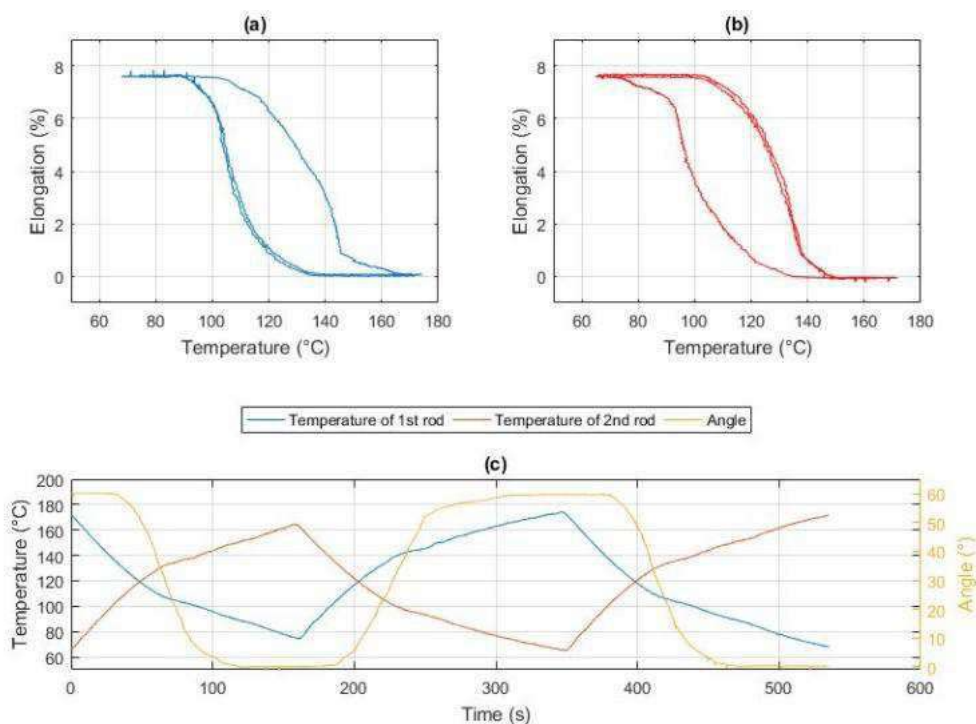 (a)
Elongation (%)
8
6
4
2
0
60 80 100 120 140 160 180
Temperature (°C)
(b)
Elongation (%)
8
6
4
2
0
60 80 100 120 140 160 180
Temperature (°C)
Temperature of 1st rod Temperature of 2nd rod Angle
(c)
Temperature (°C)
200
180
160
140
120
100
80
60
0 100 200 300 400 500 600
Time (s)
60
50
40
30
20
10
0
Angle (°)